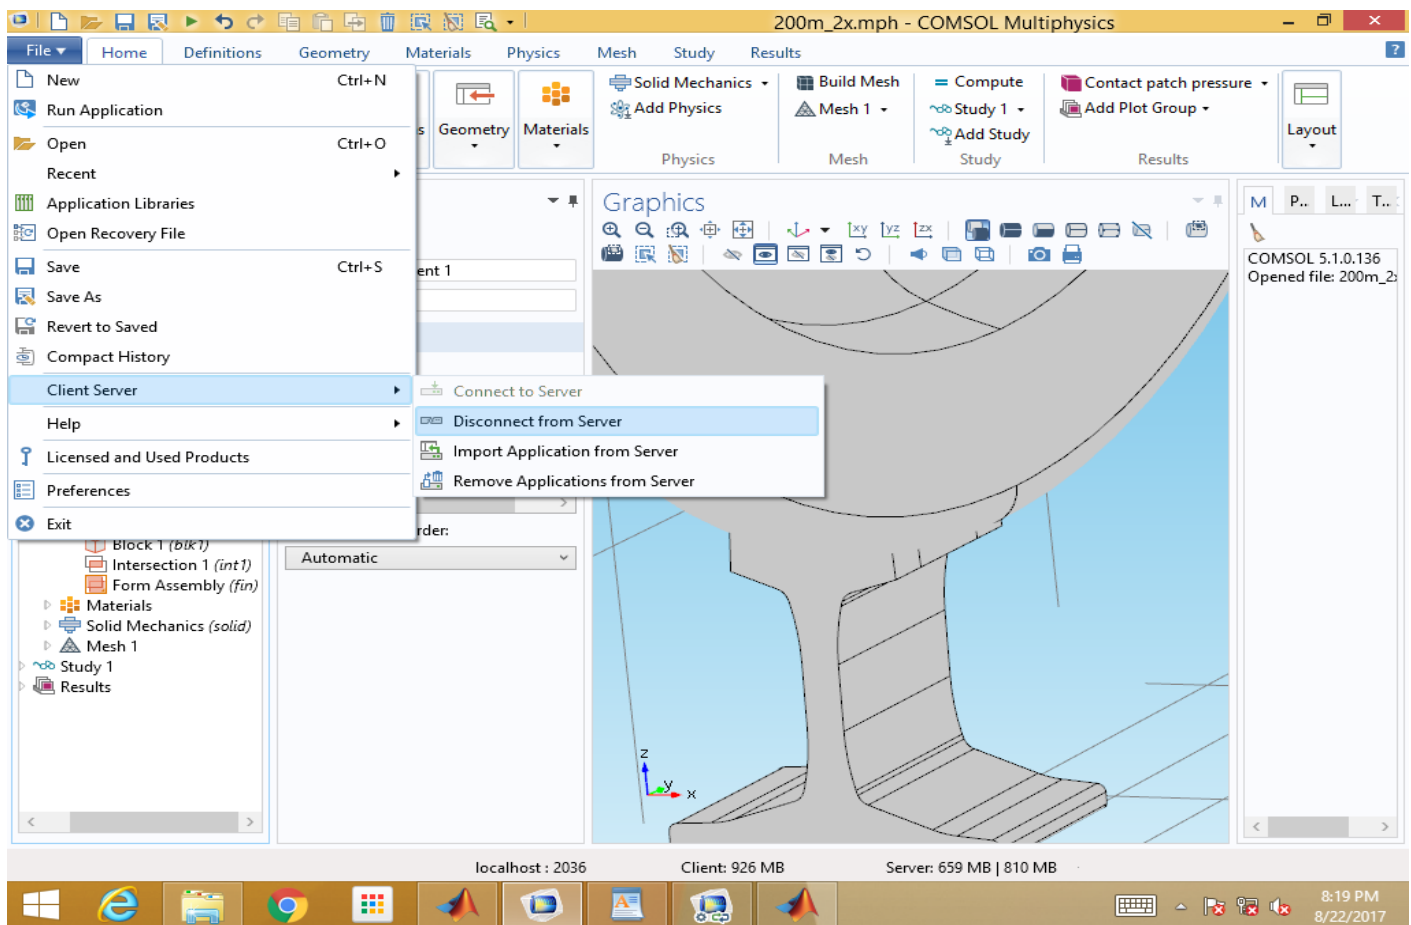 200m_2x.mph - COMSOL Multiphysics
File Home Definitions Geometry Materials Physics Mesh Study Results
New Ctrl+N
Run Application
Open Ctrl+O
Recent
Application Libraries
Open Recovery File
Save Ctrl+S
Save As
Revert to Saved
Compact History
Client Server
Help
Licensed and Used Products
Preferences
Exit
Connect to Server
Disconnect from Server
Import Application from Server
Remove Applications from Server
s
Geometry
Materials
Solid Mechanics
Add Physics
Physics
Build Mesh
Mesh 1
Mesh
= Compute
Study 1
Add Study
Study
Contact patch pressure
Add Plot Group
Results
Layout
ent 1
rder:
Automatic
Block 1 (blk1)
Intersection 1 (int1)
Form Assembly (fin)
Materials
Solid Mechanics (solid)
Mesh 1
Study 1
Results
Graphics
xy yz zx
z
y
x
M P... L... T...
COMSOL 5.1.0.136
Opened file: 200m_2x
localhost : 2036 Client: 926 MB Server: 659 MB | 810 MB
8:19 PM
8/22/2017